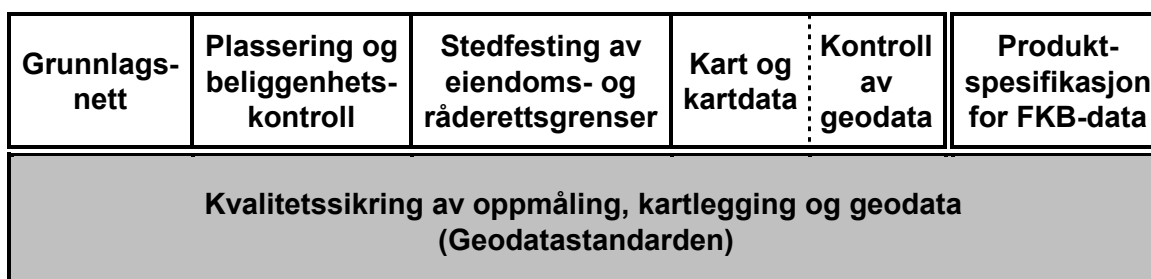 Grunnlags-
nett
Plassering og
beliggenhets-
kontroll
Stedfesting av
eiendoms- og
råderettsgrenser
Kart og
kartdata
Kontroll
av
geodata
Produkt-
spesifikasjon
for FKB-data
Kvalitetssikring av oppmåling, kartlegging og geodata
(Geodatastandarden)